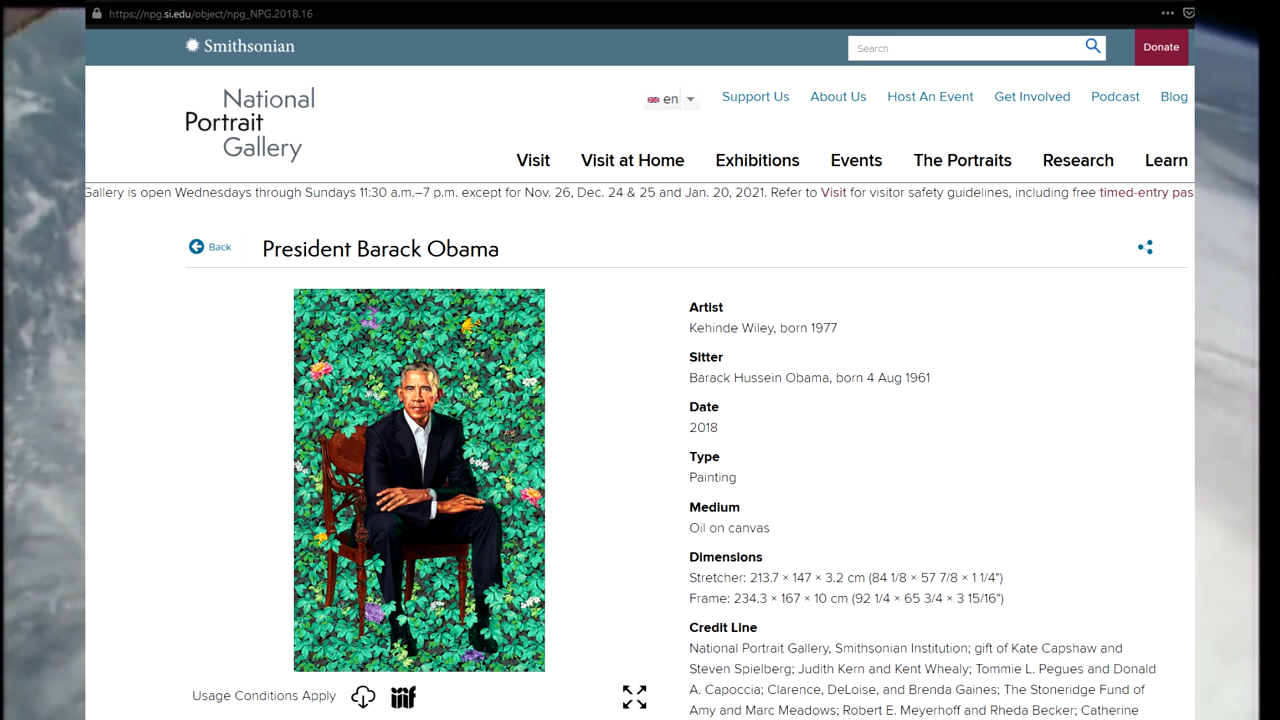 https://npg.si.edu/object/npg_NPG.2018.16
Smithsonian
Search
Donate
National
Portrait
Gallery
en
Support Us
About Us
Host An Event
Get Involved
Podcast
Blog
Visit
Visit at Home
Exhibitions
Events
The Portraits
Research
Learn
Gallery is open Wednesdays through Sundays 11:30 a.m.–7 p.m. except for Nov. 26, Dec. 24 & 25 and Jan. 20, 2021. Refer to Visit for visitor safety guidelines, including free timed-entry pas
Back
President Barack Obama
Artist
Kehinde Wiley, born 1977
Sitter
Barack Hussein Obama, born 4 Aug 1961
Date
2018
Type
Painting
Medium
Oil on canvas
Dimensions
Stretcher: 213.7 × 147 × 3.2 cm (84 1/8 × 57 7/8 × 1 1/4")
Frame: 234.3 × 167 × 10 cm (92 1/4 × 65 3/4 × 3 15/16")
Credit Line
National Portrait Gallery, Smithsonian Institution; gift of Kate Capshaw and
Steven Spielberg; Judith Kern and Kent Whealy; Tommie L. Pegues and Donald
A. Capoccia; Clarence, DeLoise, and Brenda Gaines; The Stoneridge Fund of
Amy and Marc Meadows; Robert E. Meyerhoff and Rheda Becker; Catherine
Usage Conditions Apply
iiif